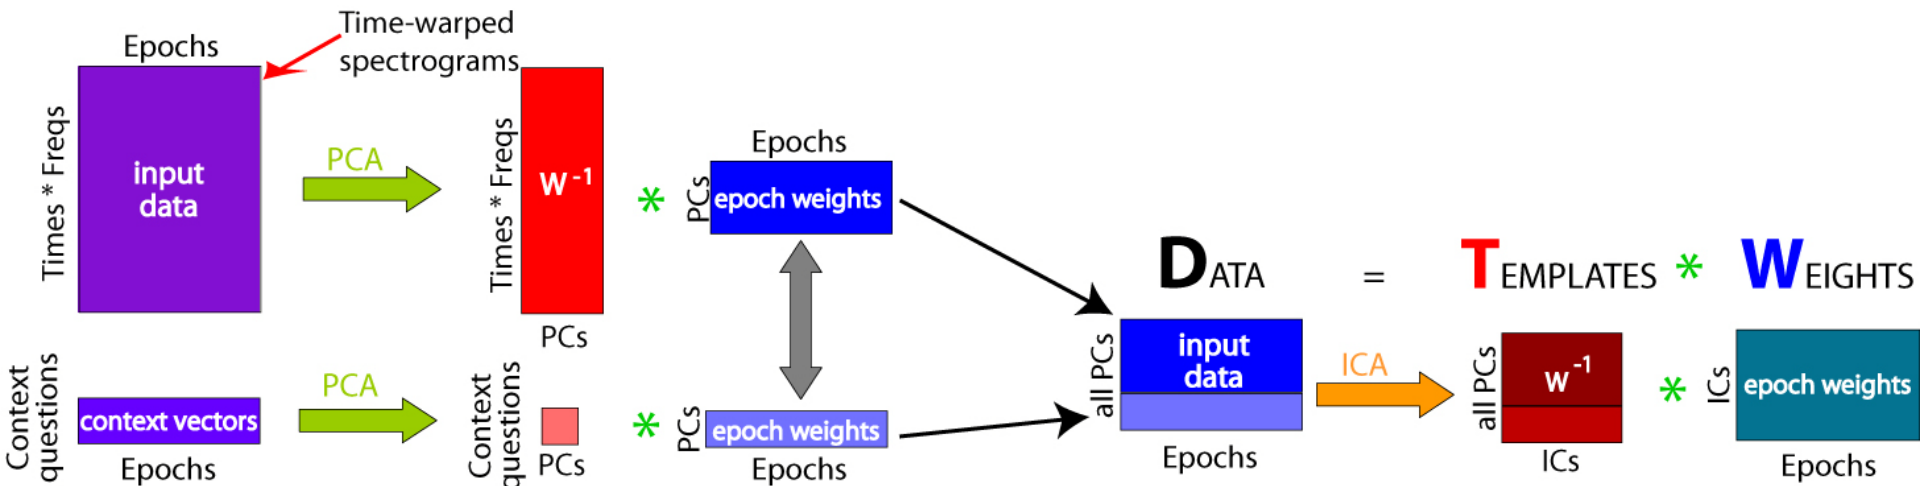 Time-warped
spectrograms
Epochs
Times * Freqs
input
data
PCA
Times * Freqs
W -1
PCs
*
Epochs
PCs
epoch weights
Context
questions
context vectors
Epochs
PCA
Context
questions
PCs
*
PCs
epoch weights
Epochs
DATA = TEMPLATES * WEIGHTS
all PCs
input
data
Epochs
ICA
all PCs
W -1
ICs
*
ICs
epoch weights
Epochs